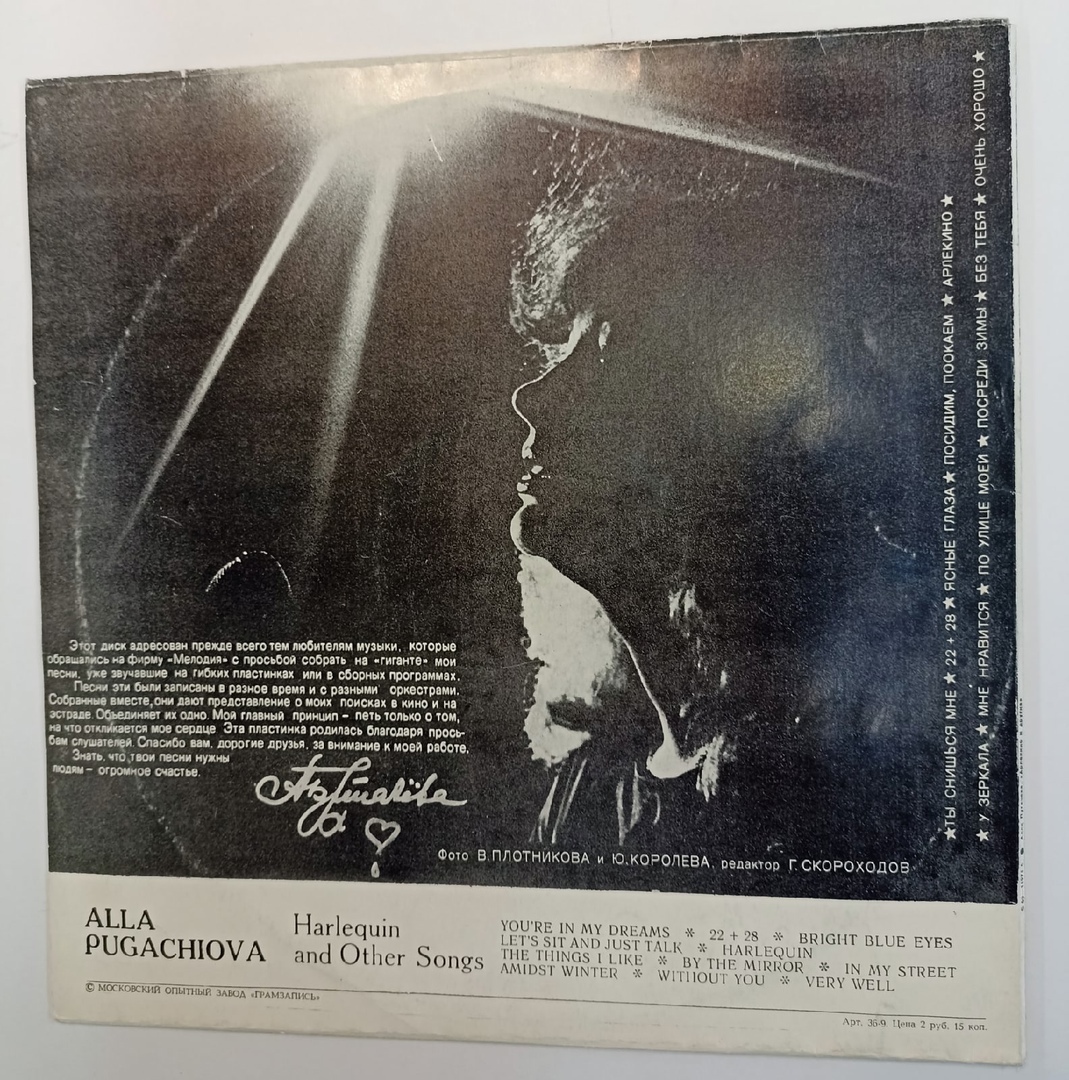 Этот диск адресован прежде всего тем любителям музыки, которые
обращались на фирму «Мелодия» с просьбой собрать на «гиганте» мои
песни, уже звучавшие на гибких пластинках или в сборных программах.
Песни эти были записаны в разное время и с разными оркестрами.
Собранные вместе, они дают представление о моих поисках в кино и на
эстраде. Объединяет их одно. Мой главный принцип – петь только о том,
на что откликается мое сердце. Эта пластинка родилась благодаря прось-
бам слушателей. Спасибо вам, дорогие друзья, за внимание к моей работе.
Знать, что твои песни нужны
людям – огромное счастье.
Фото В.ПЛОТНИКОВА и Ю.КОРОЛЕВА, редактор Г.СКОРОХОДОВ
★ТЫ СНИШЬСЯ МНЕ★ 22 + 28★ ЯСНЫЕ ГЛАЗА★ ПОСИДИМ, ПООКАЕМ ★ АРЛЕКИНО ★
★ У ЗЕРКАЛА ★ МНЕ НРАВИТСЯ ★ ПО УЛИЦЕ МОЕЙ ★ ПОСРЕДИ ЗИМЫ★ БЕЗ ТЕБЯ ★ ОЧЕНЬ ХОРОШО ★
ALLA
PUGACHIOVA
Harlequin
and Other Songs
YOU'RE IN MY DREAMS * 22 + 28 * BRIGHT BLUE EYES
LET'S SIT AND JUST TALK * HARLEQUIN
THE THINGS I LIKE * BY THE MIRROR * IN MY STREET
AMIDST WINTER * WITHOUT YOU * VERY WELL
© МОСКОВСКИЙ ОПЫТНЫЙ ЗАВОД «ГРАМЗАПИСЬ»
Арт. 36-9. Цена 2 руб. 15 коп.